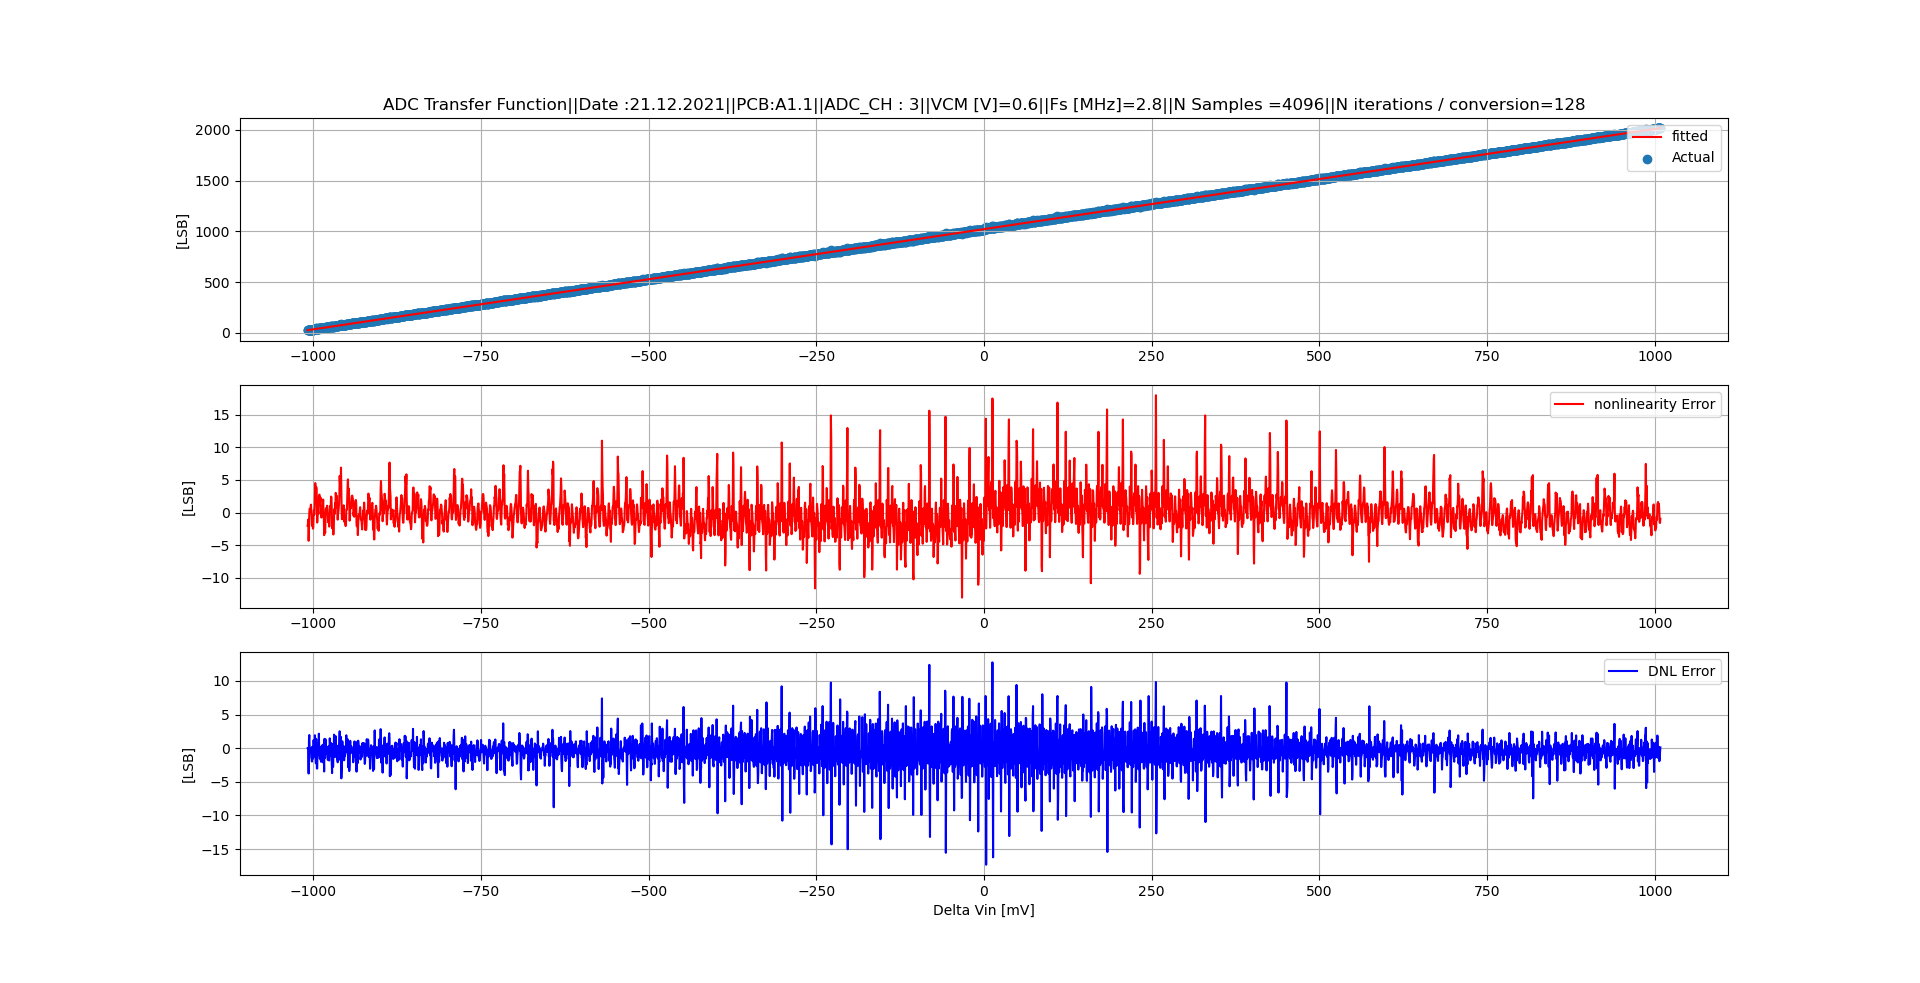 ADC Transfer Function||Date :21.12.2021||PCB:A1.1||ADC_CH : 3||VCM [V]=0.6||Fs [MHz]=2.8||N Samples =4096||N iterations / conversion=128
2000
1500
1000
500
0
[LSB]
fitted
Actual
−1000 −750 −500 −250 0 250 500 750 1000
15
10
5
0
−5
−10
[LSB]
nonlinearity Error
−1000 −750 −500 −250 0 250 500 750 1000
10
5
0
−5
−10
−15
[LSB]
DNL Error
−1000 −750 −500 −250 0 250 500 750 1000
Delta Vin [mV]